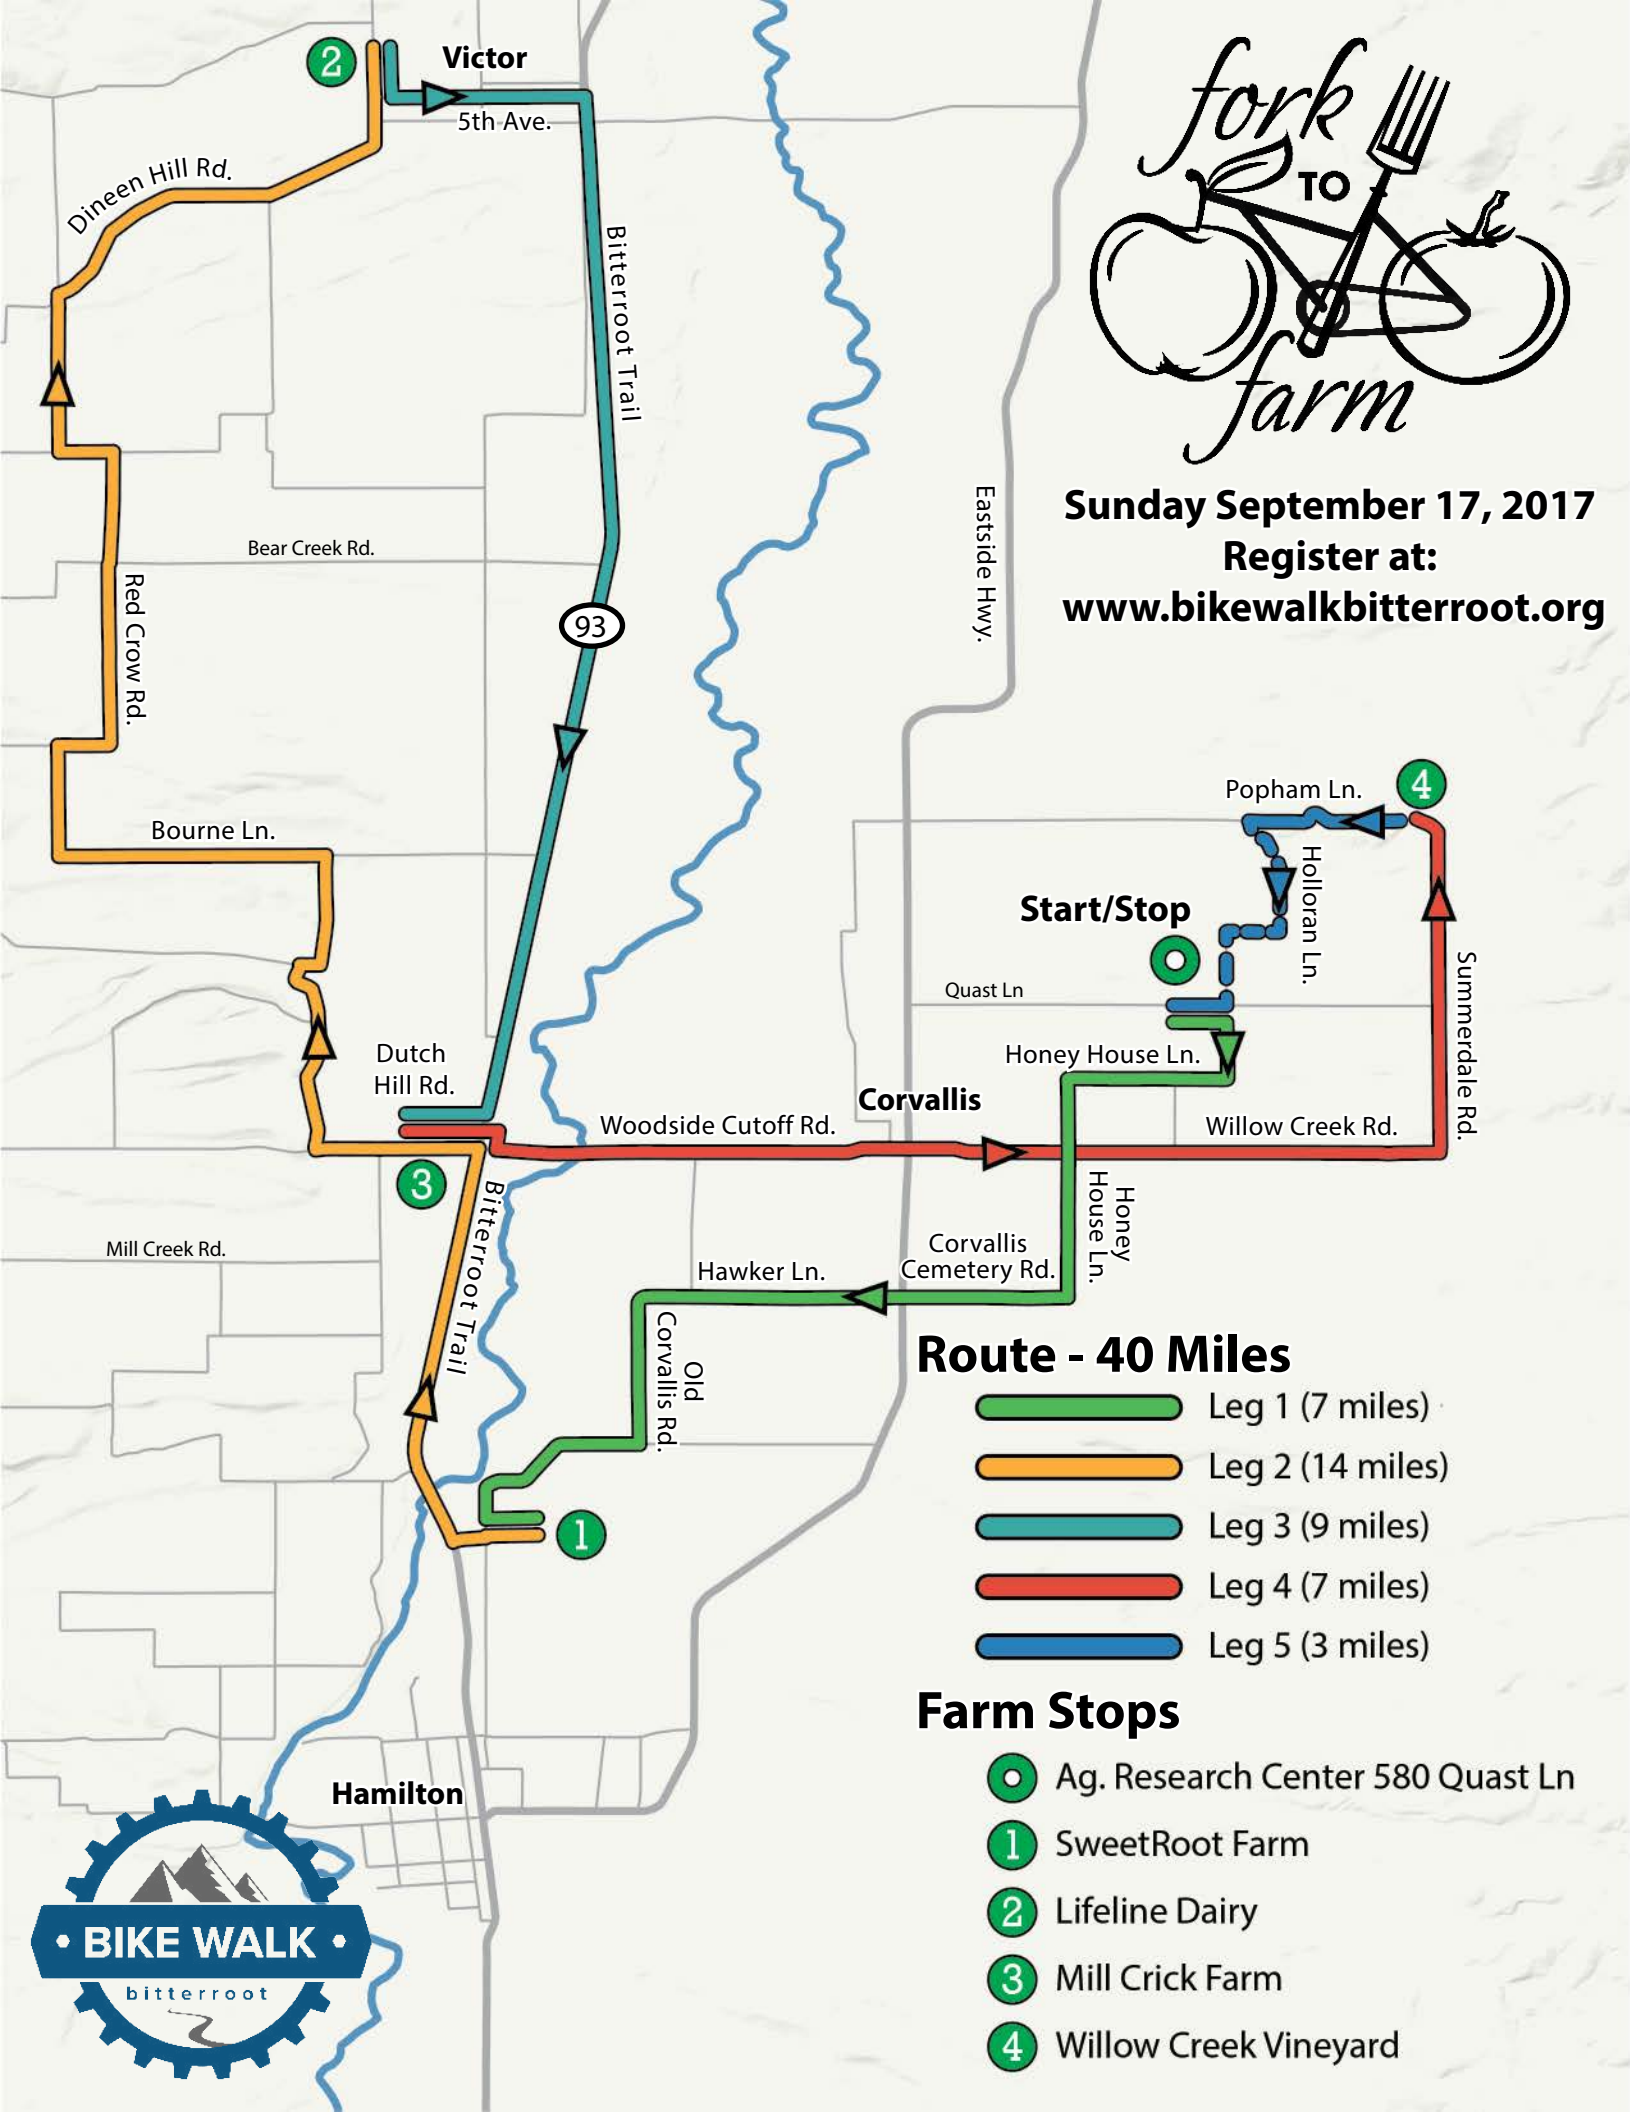 fork
TO
farm
Sunday September 17, 2017
Register at:
www.bikewalkbitterroot.org
2
Victor
5th Ave.
Dineen Hill Rd.
Bitterroot Trail
Eastside Hwy.
Bear Creek Rd.
Red Crow Rd.
93
Popham Ln.
4
Bourne Ln.
Holloran Ln.
Start/Stop
Summerdale Rd.
Quast Ln
Dutch
Hill Rd.
Honey House Ln.
Corvallis
Woodside Cutoff Rd.
Willow Creek Rd.
3
Bitterroot Trail
Honey
House Ln.
Mill Creek Rd.
Corvallis
Cemetery Rd.
Hawker Ln.
Old
Corvallis Rd.
1
Route - 40 Miles
Leg 1 (7 miles)
Leg 2 (14 miles)
Leg 3 (9 miles)
Leg 4 (7 miles)
Leg 5 (3 miles)
Farm Stops
Ag. Research Center 580 Quast Ln
1 SweetRoot Farm
2 Lifeline Dairy
3 Mill Crick Farm
4 Willow Creek Vineyard
Hamilton
• BIKE WALK •
bitterroot